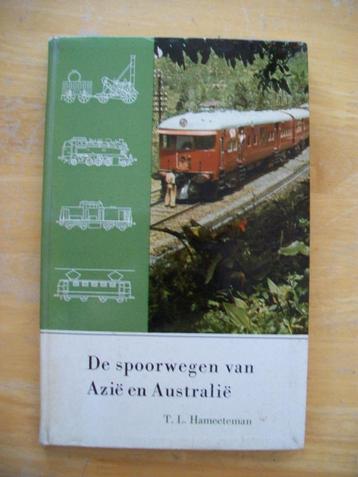 De spoorwegen van
Azië en Australië
T. L. Hameeteman